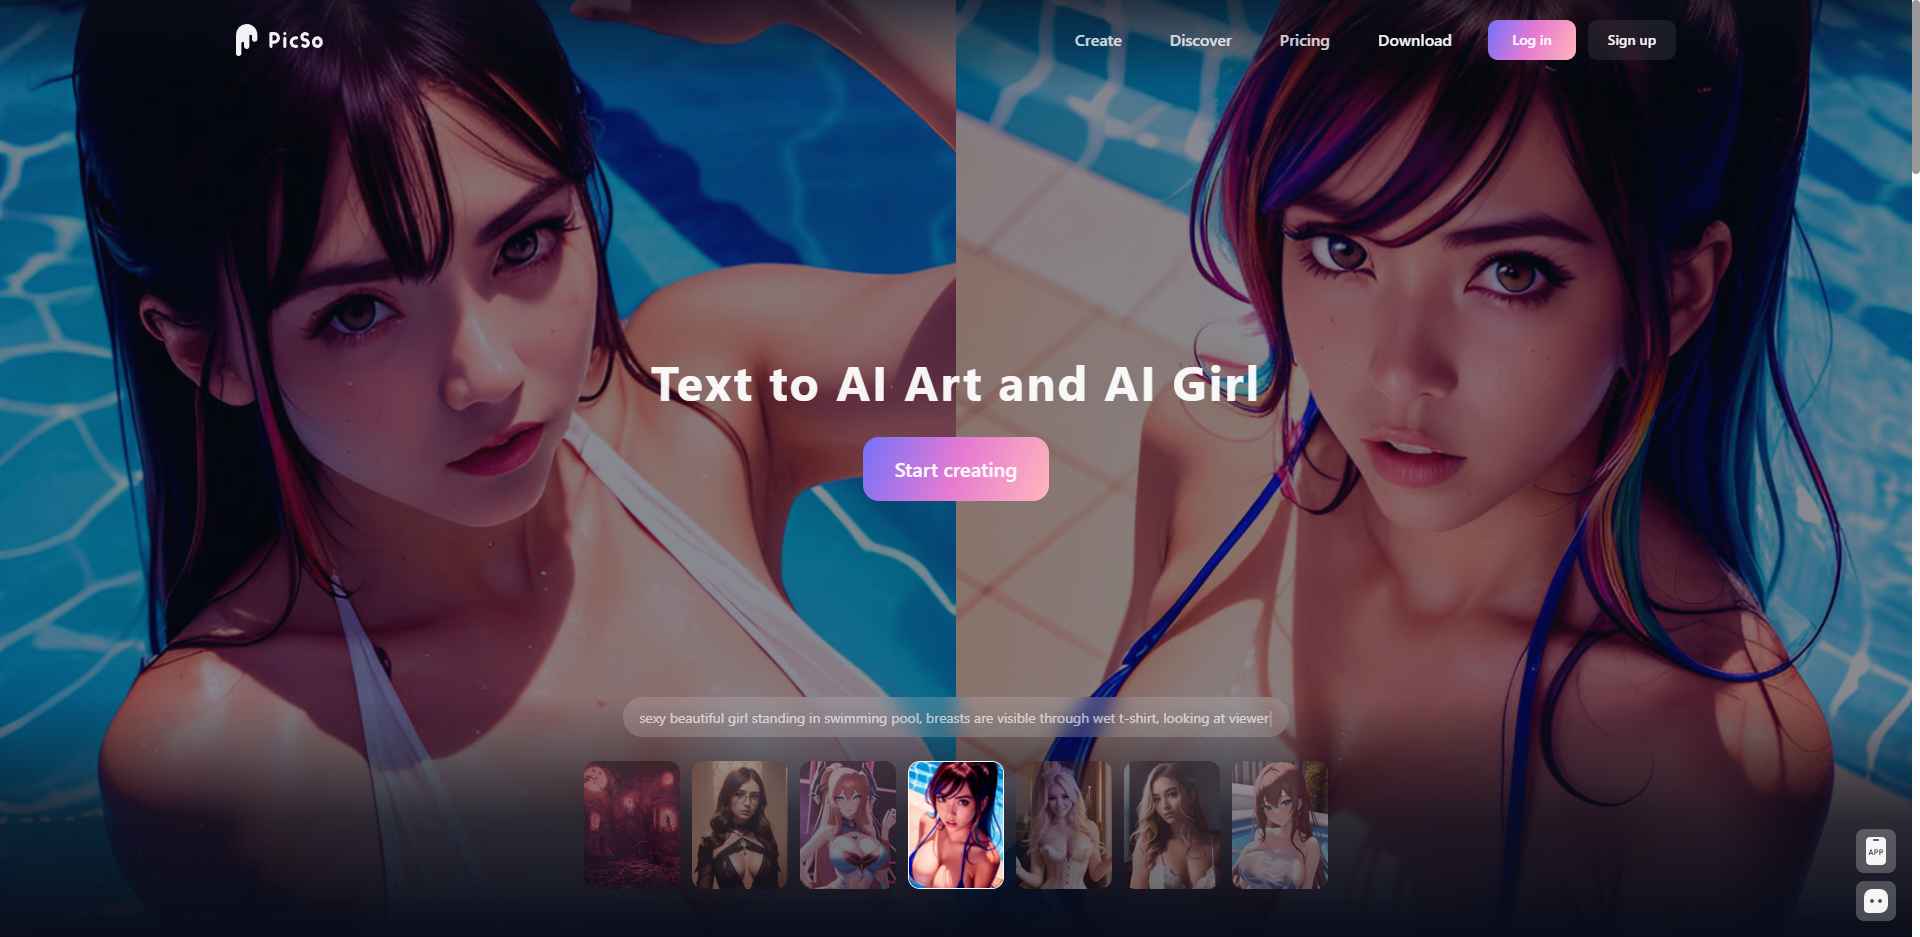 PicSo
Create
Discover
Pricing
Download
Log in
Sign up
Text to AI Art and AI Girl
Start creating
sexy beautiful girl standing in swimming pool, breasts are visible through wet t-shirt, looking at viewer
APP